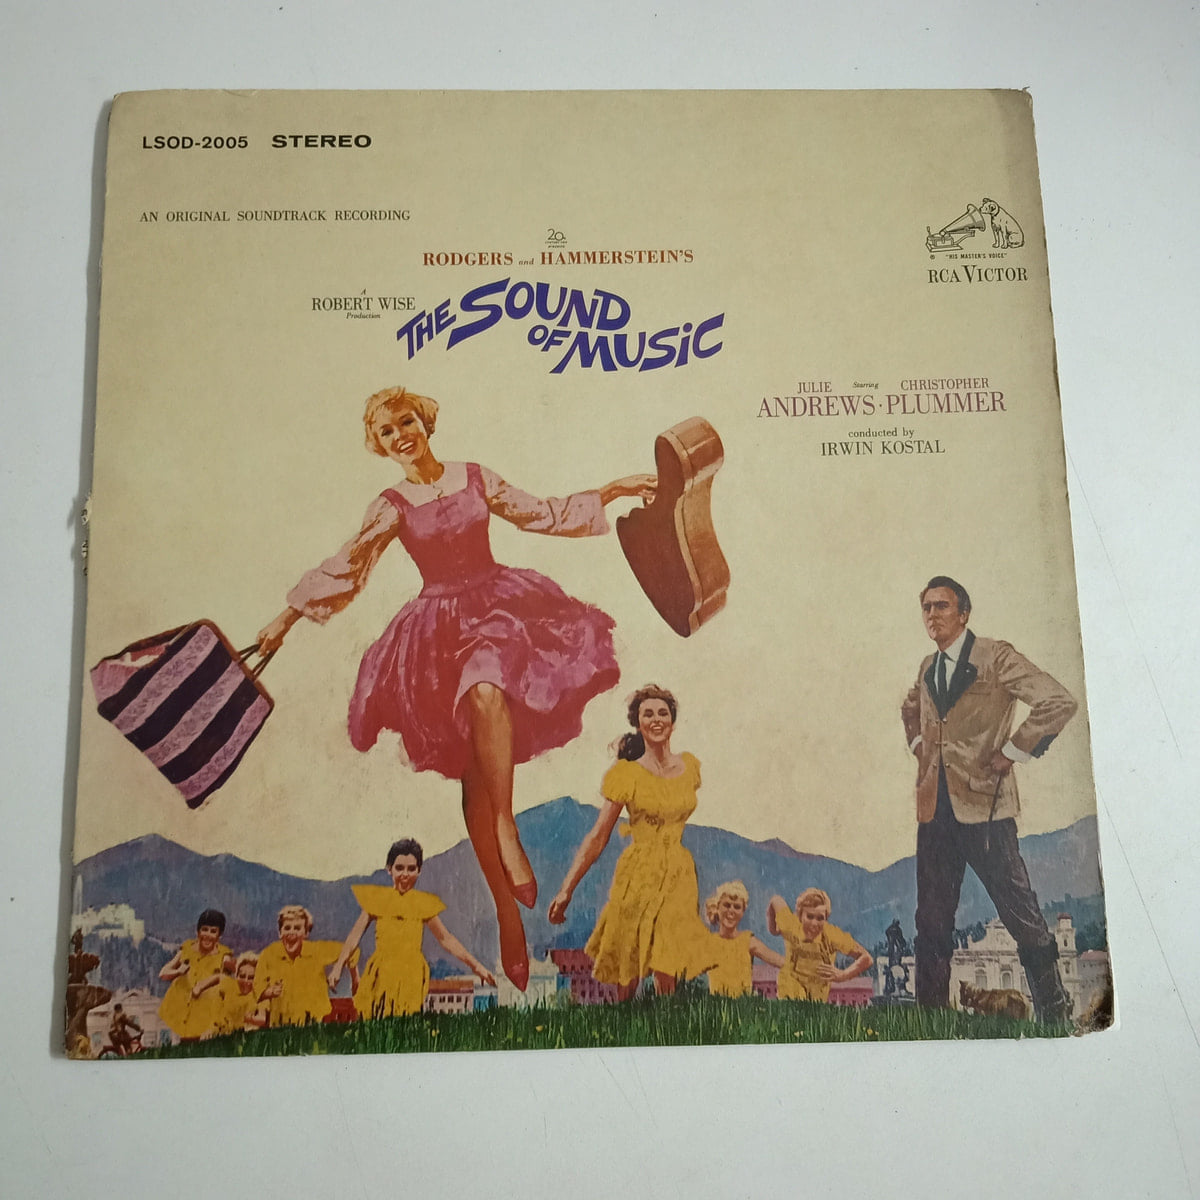 LSOD-2005 STEREO
AN ORIGINAL SOUNDTRACK RECORDING
20th
RODGERS and HAMMERSTEIN'S
A
ROBERT WISE
Production
THE SOUND
OF MUSIC
"HIS MASTER'S VOICE"
RCA VICTOR
JULIE Starring CHRISTOPHER
ANDREWS · PLUMMER
conducted by
IRWIN KOSTAL